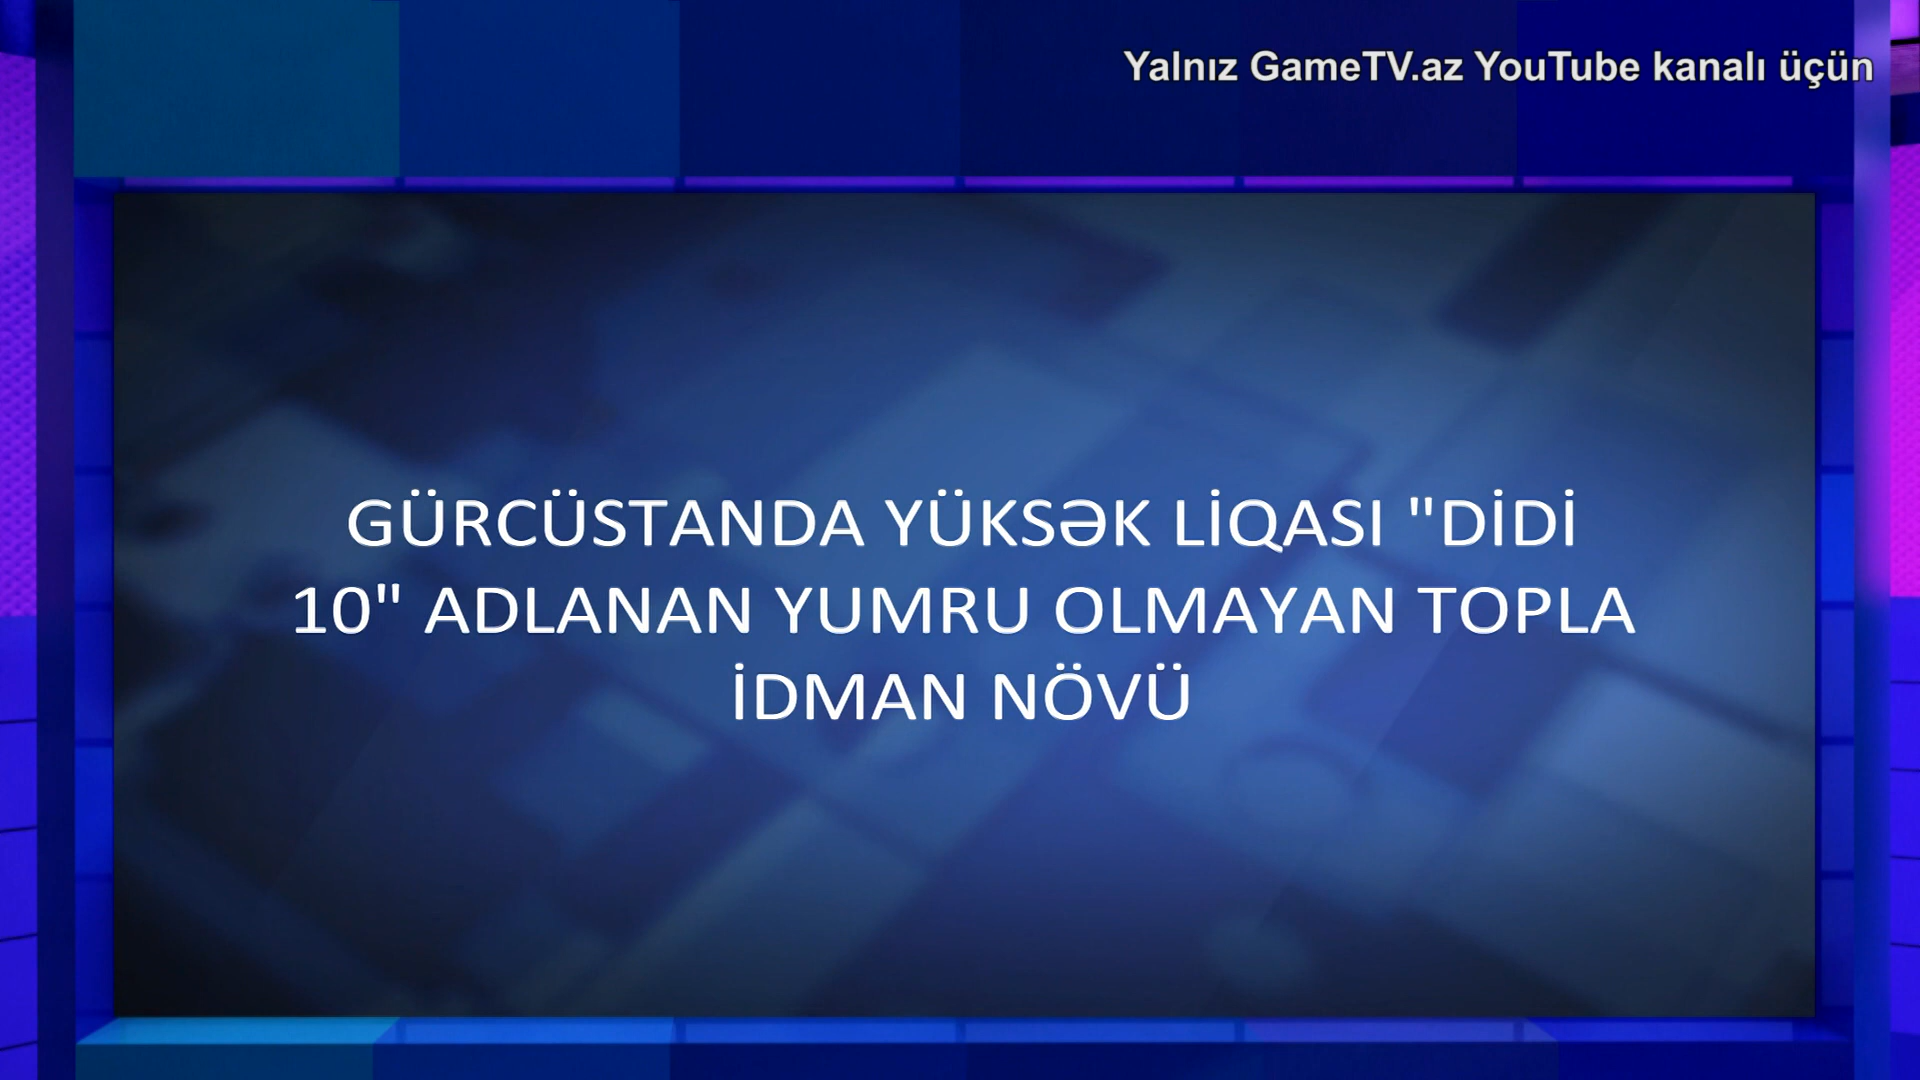 Yalnız GameTV.az YouTube kanalı üçün
GÜRCÜSTANDA YÜKSƏK LİQASI "DİDİ
10" ADLANAN YUMRU OLMAYAN TOPLA
İDMAN NÖVÜ